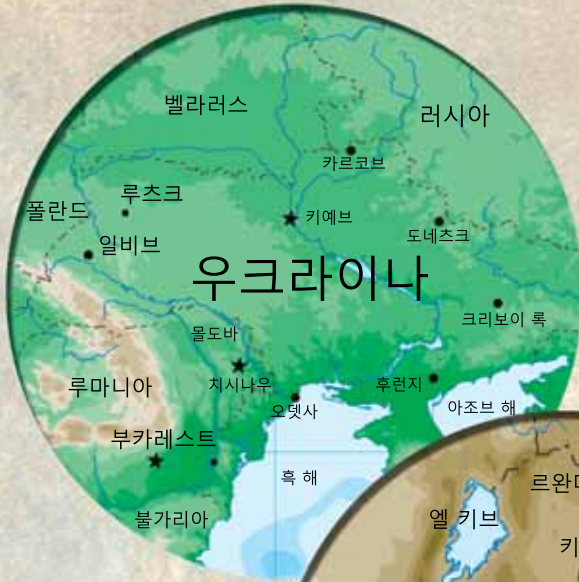 벨라러스
러시아
카르코브
폴란드
루츠크
키예브
도네츠크
일비브
우크라이나
크리보이 록
몰도바
루마니아
치시나우
후런지
오뎃사
아조브 해
부카레스트
흑 해
불가리아
엘 키브